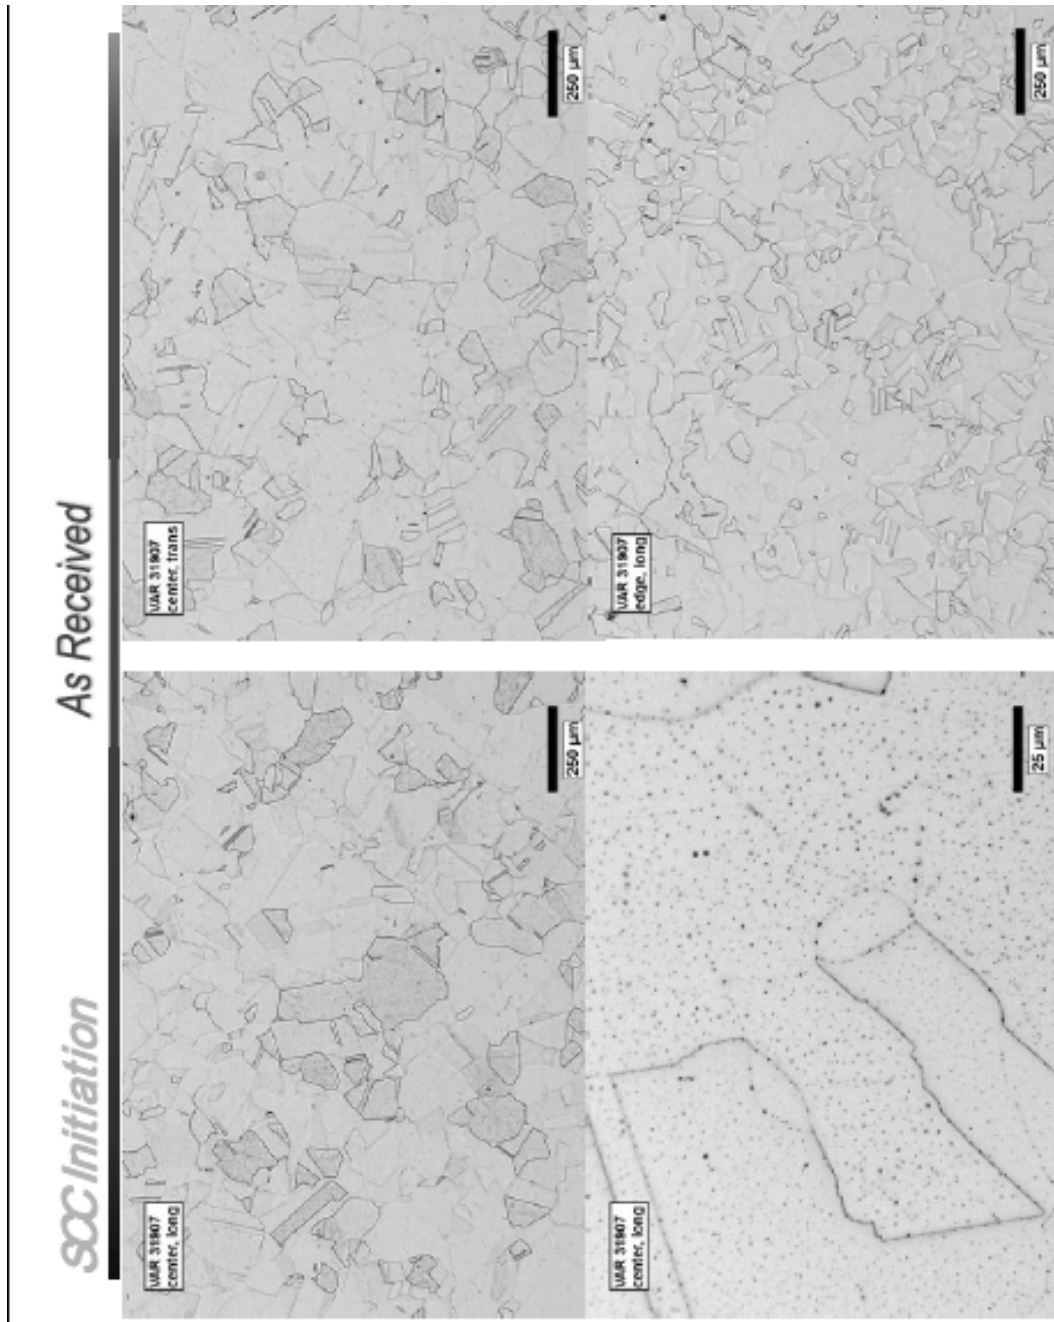 SCC Initiation
As Received
VAR 31907
center, long
250 µm
VAR 31907
center, trans
250 µm
VAR 31907
center, long
25 µm
VAR 31907
edge, long
250 µm